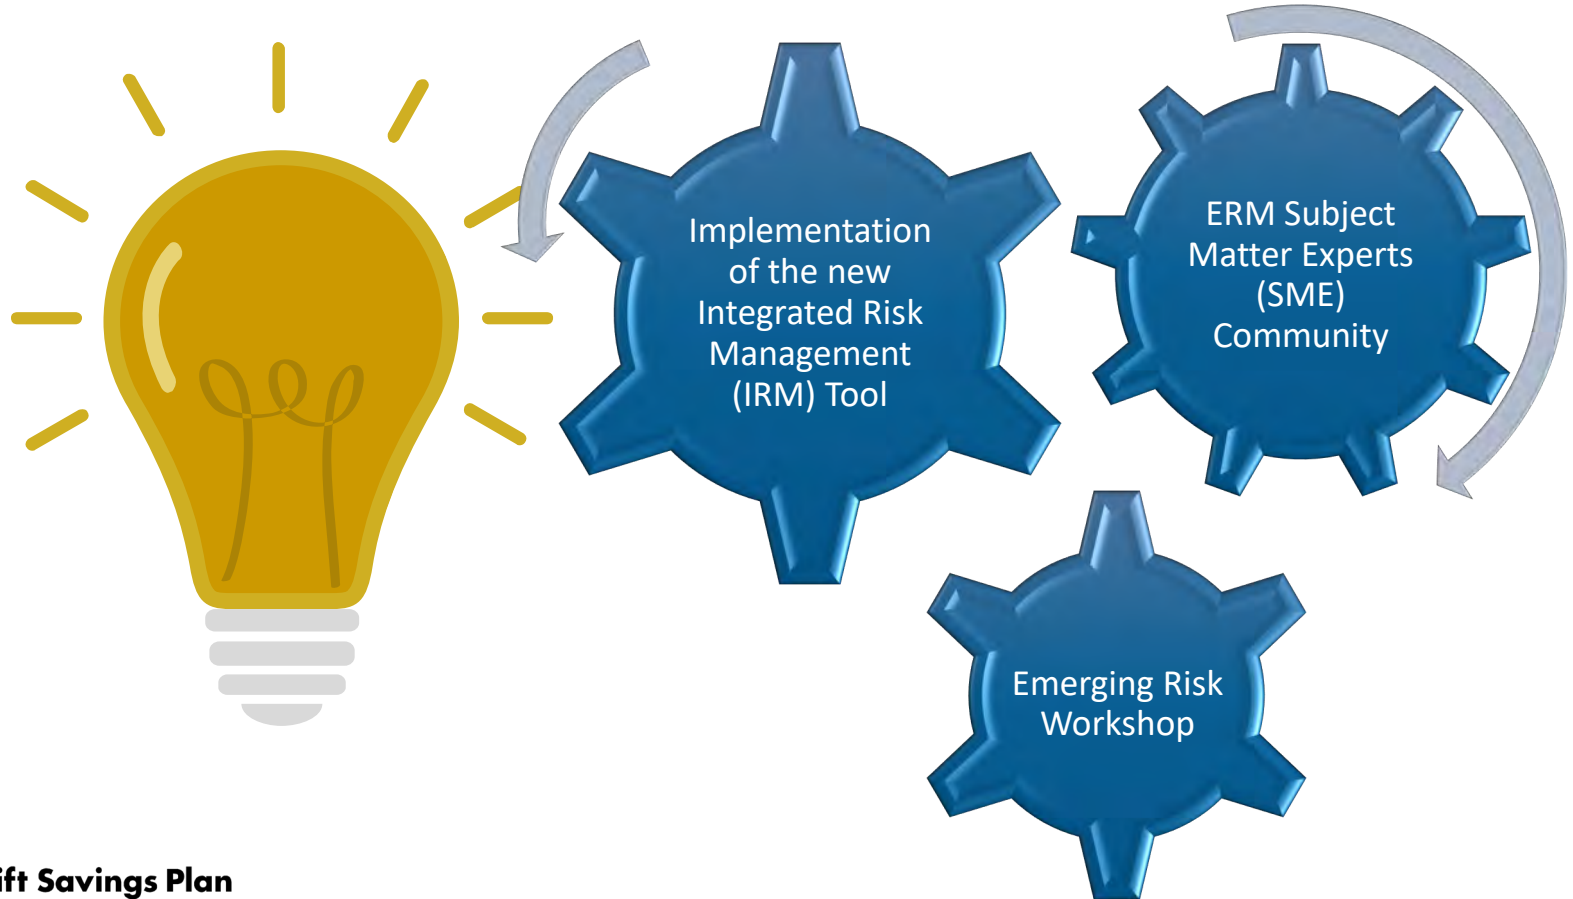 Implementation
of the new
Integrated Risk
Management
(IRM) Tool
ERM Subject
Matter Experts
(SME)
Community
Emerging Risk
Workshop
ift Savings Plan